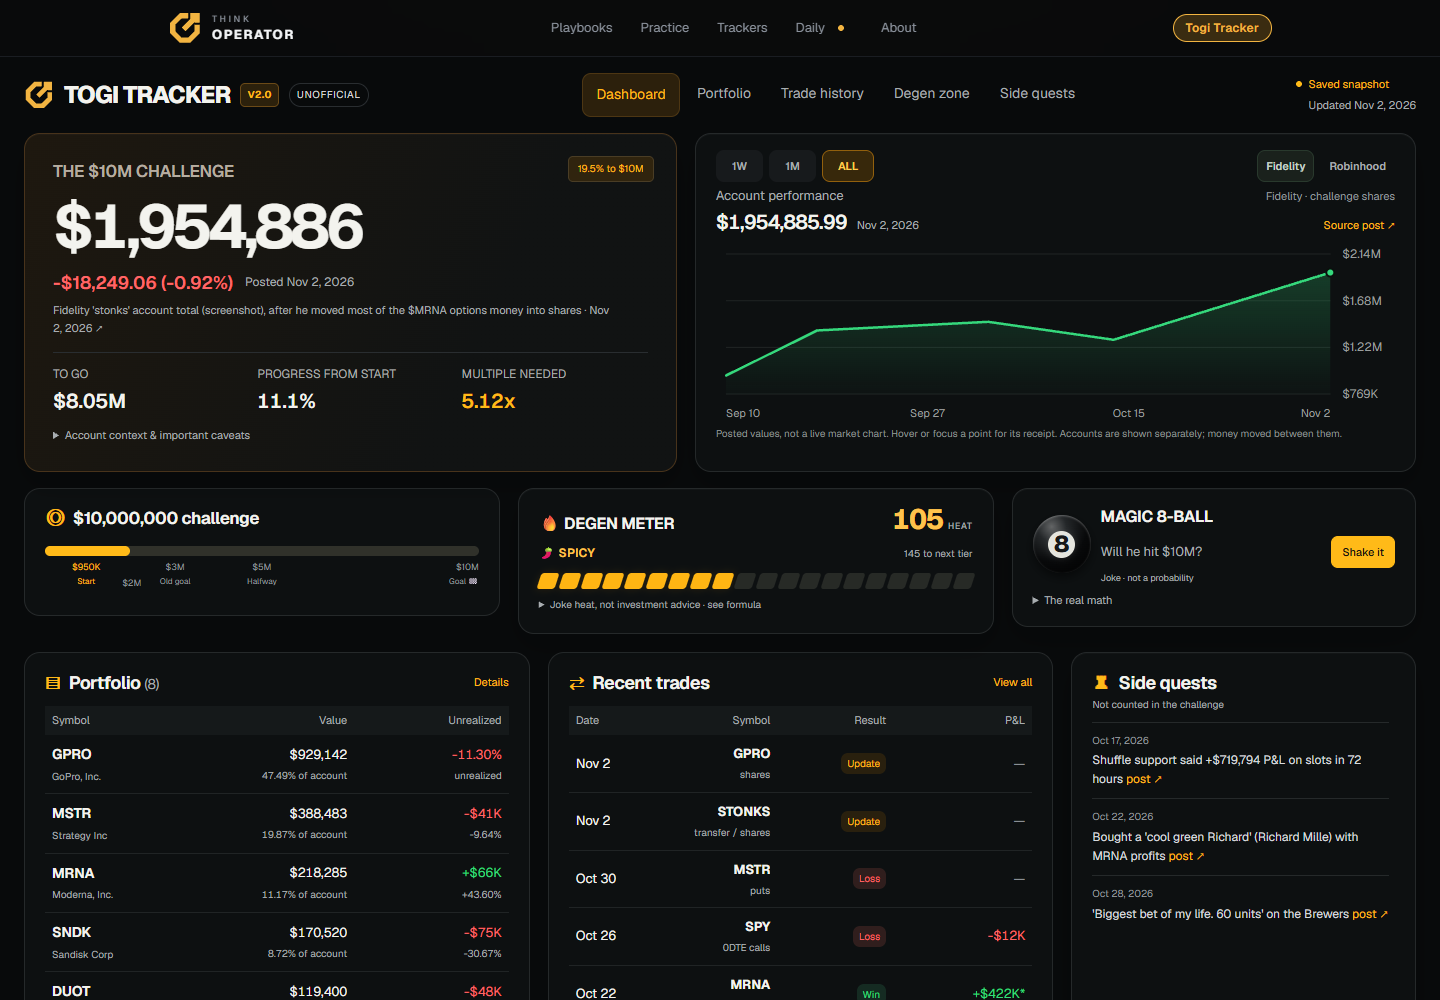 THINK
OPERATOR
Playbooks Practice Trackers Daily About
Togi Tracker
TOGI TRACKER V2.0 UNOFFICIAL
Dashboard Portfolio Trade history Degen zone Side quests
Saved snapshot
Updated Nov 2, 2026
THE $10M CHALLENGE
19.5% to $10M
$1,954,886
-$18,249.06 (-0.92%) Posted Nov 2, 2026
Fidelity 'stonks' account total (screenshot), after he moved most of the $MRNA options money into shares · Nov
2, 2026 ↗
TO GO PROGRESS FROM START MULTIPLE NEEDED
$8.05M 11.1% 5.12x
▶ Account context & important caveats
1W 1M ALL
Fidelity Robinhood
Account performance
Fidelity · challenge shares
$1,954,885.99 Nov 2, 2026
Source post ↗
$2.14M
$1.68M
$1.22M
$769K
Sep 10 Sep 27 Oct 15 Nov 2
Posted values, not a live market chart. Hover or focus a point for its receipt. Accounts are shown separately; money moved between them.
$10,000,000 challenge
$950K $3M $5M $10M
Start $2M Old goal Halfway Goal
DEGEN METER
105 HEAT
SPICY
145 to next tier
▶ Joke heat, not investment advice · see formula
8
MAGIC 8-BALL
Will he hit $10M?
Joke · not a probability
Shake it
▶ The real math
Portfolio (8)
Details
Symbol Value Unrealized
GPRO $929,142 -11.30%
GoPro, Inc. 47.49% of account unrealized
MSTR $388,483 -$41K
Strategy Inc 19.87% of account -9.64%
MRNA $218,285 +$66K
Moderna, Inc. 11.17% of account +43.60%
SNDK $170,520 -$75K
Sandisk Corp 8.72% of account -30.67%
DUOT $119,400 -$48K
Recent trades
View all
Date Symbol Result P&L
Nov 2 GPRO Update —
shares
Nov 2 STONKS Update —
transfer / shares
Oct 30 MSTR Loss —
puts
Oct 26 SPY Loss -$12K
0DTE calls
Oct 22 MRNA Win +$422K*
Side quests
Not counted in the challenge
Oct 17, 2026
Shuffle support said +$719,794 P&L on slots in 72
hours post ↗
Oct 22, 2026
Bought a 'cool green Richard' (Richard Mille) with
MRNA profits post ↗
Oct 28, 2026
'Biggest bet of my life. 60 units' on the Brewers post ↗